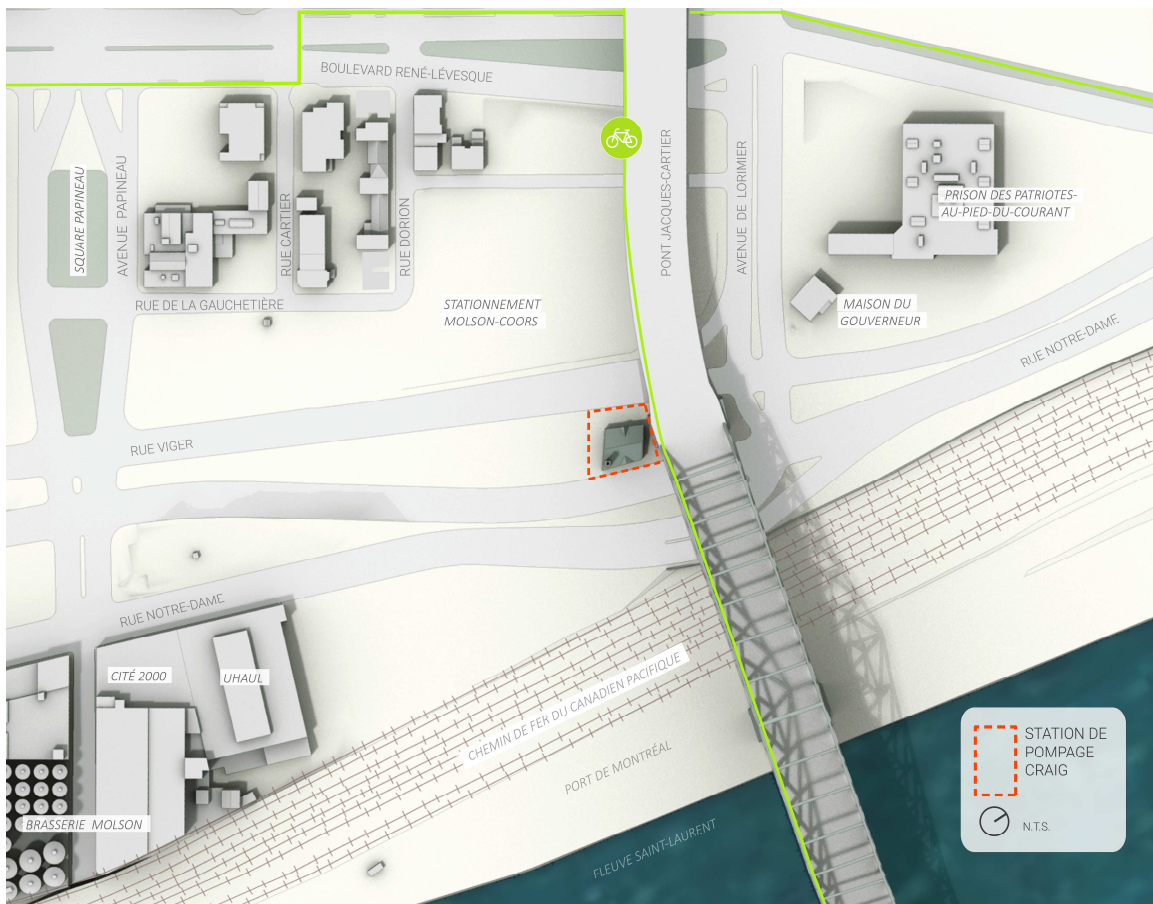 BOULEVARD RENÉ-LÉVESQUE
SQUARE PAPINEAU
AVENUE PAPINEAU
RUE CARTIER
RUE DORION
PONT JACQUES-CARTIER
AVENUE DE LORIMIER
PRISON DES PATRIOTES-
AU-PIED-DU-COURANT
RUE DE LA GAUCHETIÈRE
STATIONNEMENT
MOLSON-COORS
MAISON DU
GOUVERNEUR
RUE NOTRE-DAME
RUE VIGER
RUE NOTRE-DAME
CITÉ 2000
UHAUL
CHEMIN DE FER DU CANADIEN PACIFIQUE
PORT DE MONTRÉAL
BRASSERIE MOLSON
FLEUVE SAINT-LAURENT
STATION DE
POMPAGE
CRAIG
N.T.S.